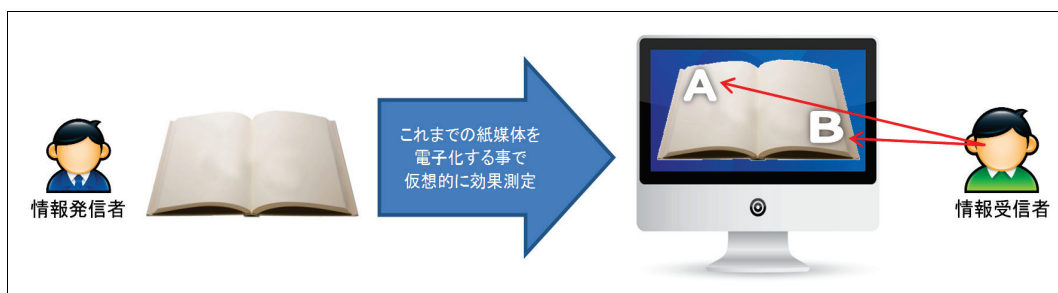 情報発信者
これまでの紙媒体を
電子化する事で
仮想的に効果測定
A
B
情報受信者